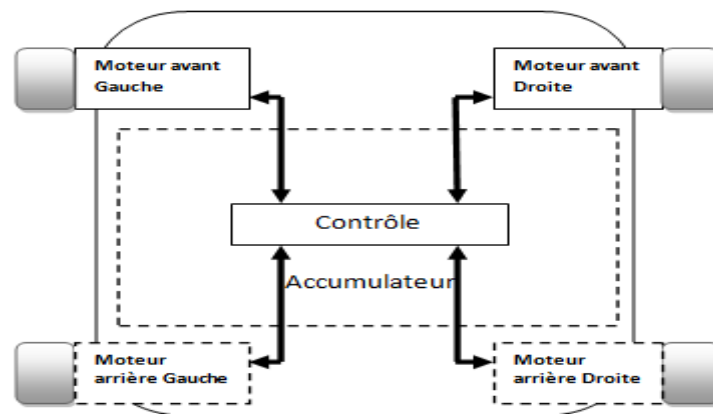 Moteur avant
Gauche
Moteur avant
Droite
Contrôle
Accumulateur
Moteur
arrière Gauche
Moteur
arrière Droite